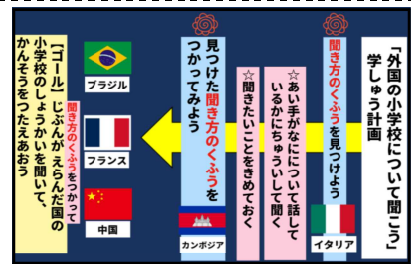 「外国の小学校について聞こう」
学しゅう計画
聞き方のくふうを見つけよう
イタリア
☆あい手がなにについて話して
いるかにちゅういして聞く
☆聞きたいことをきめておく
見つけた聞き方のくふうを
つかってみよう
カンボジア
ブラジル
フランス
中国
聞き方のくふうをつかって
【ゴール】じぶんが えらんだ国の
小学校のしょうかいを聞いて、
かんそうをつたえあおう